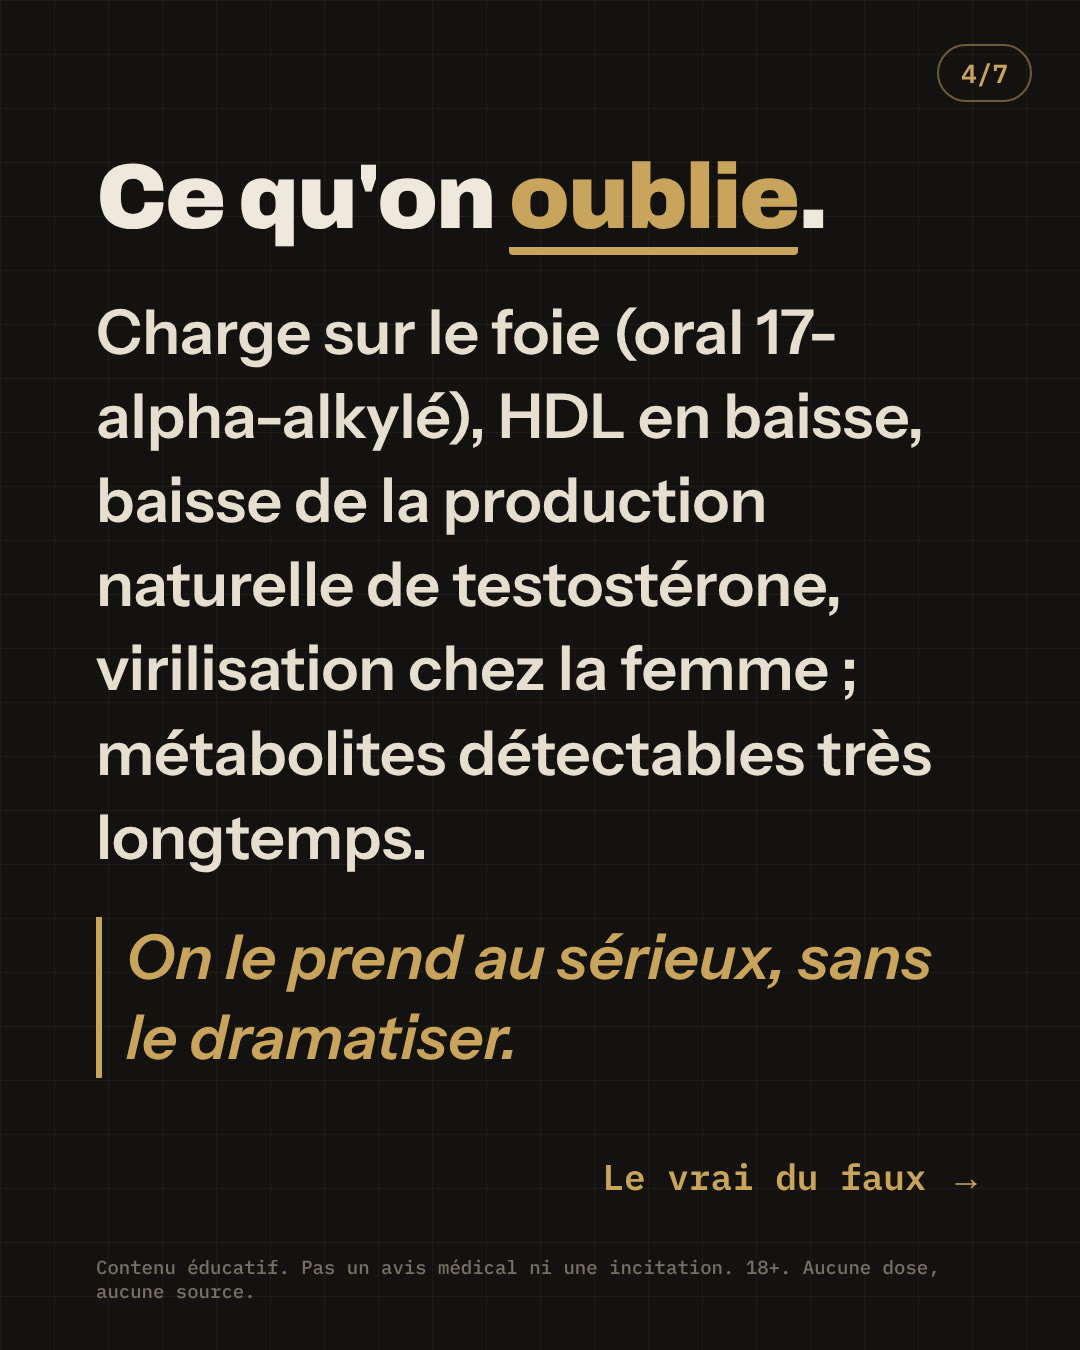 4/7
Ce qu'on oublie.
Charge sur le foie (oral 17-
alpha-alkylé), HDL en baisse,
baisse de la production
naturelle de testostérone,
virilisation chez la femme ;
métabolites détectables très
longtemps.
On le prend au sérieux, sans
le dramatiser.
Le vrai du faux →
Contenu éducatif. Pas un avis médical ni une incitation. 18+. Aucune dose,
aucune source.